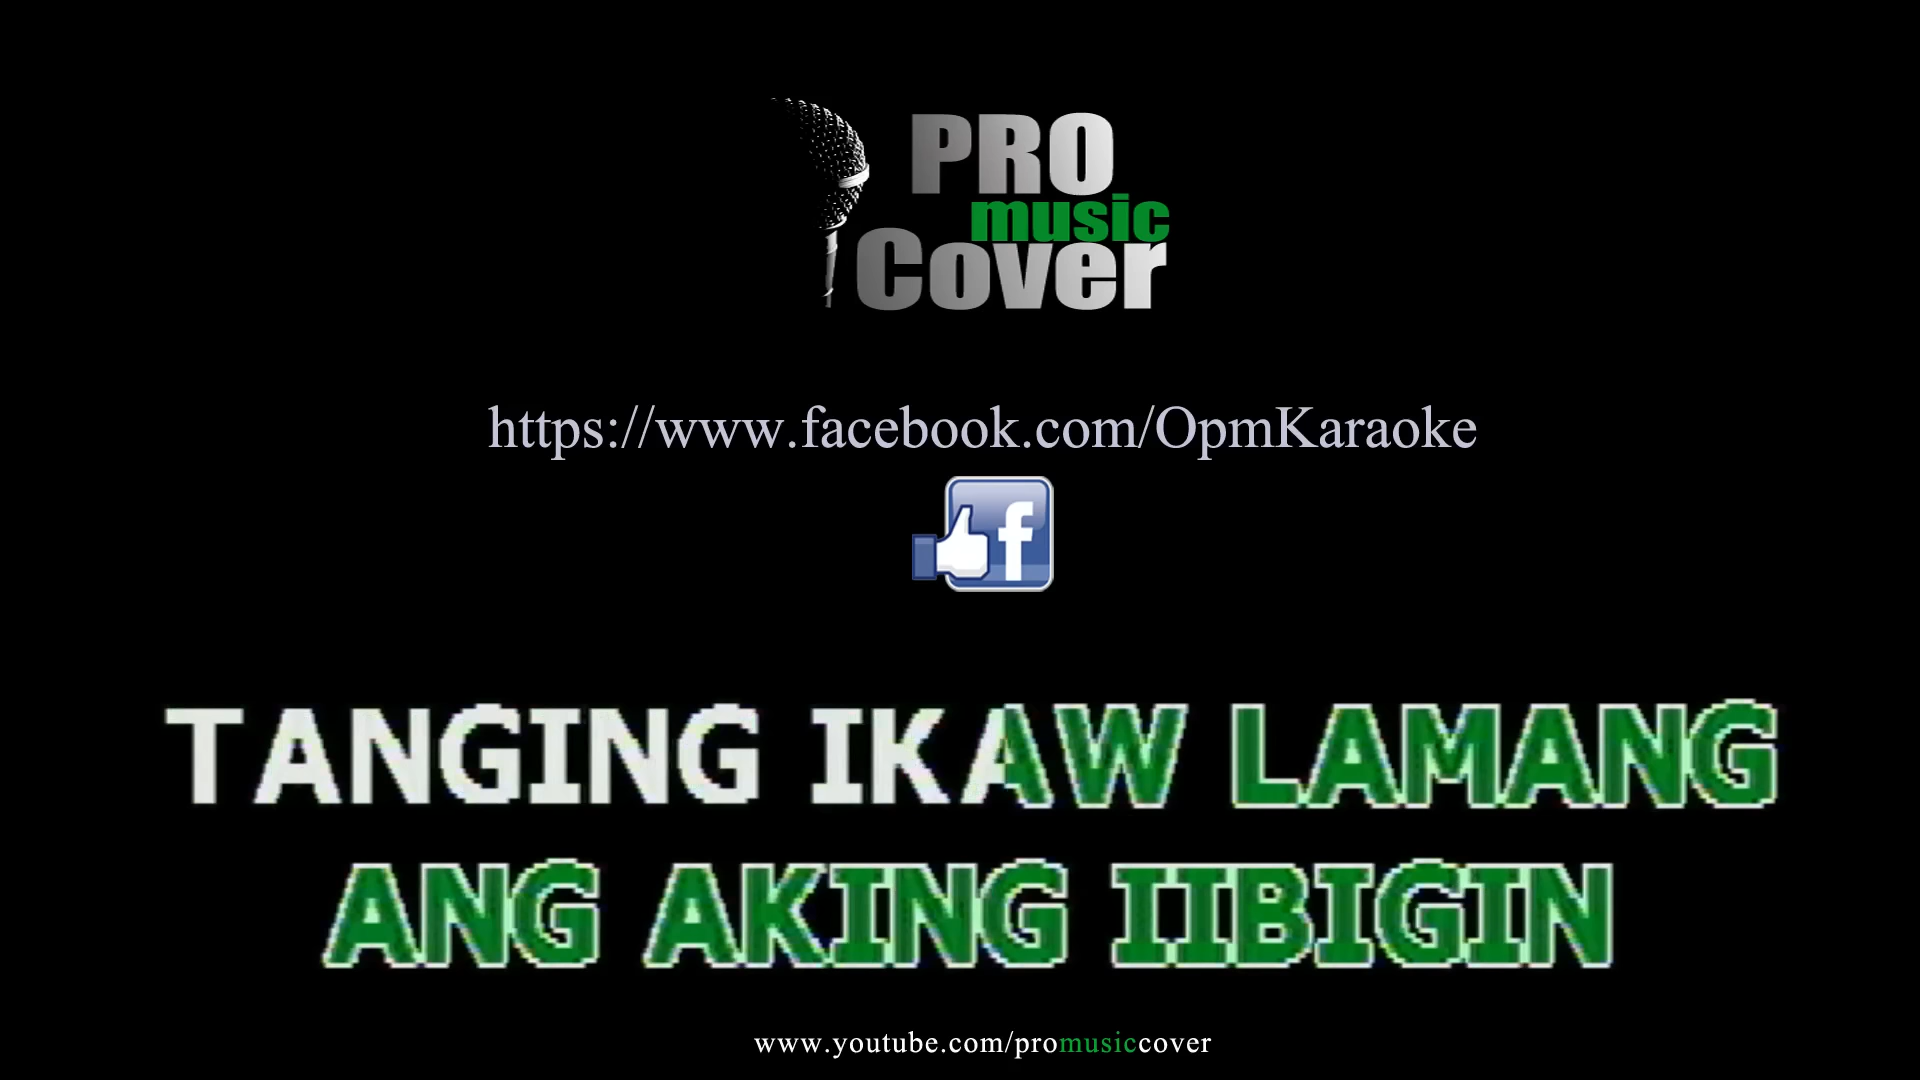 PRO
music
Cover
https://www.facebook.com/OpmKaraoke
f
TANGING IKAW LAMANG
ANG AKING IIBIGIN
www.youtube.com/promusiccover